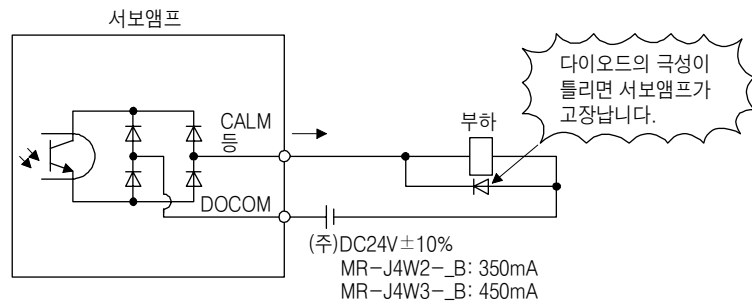 서보앰프
다이오드의 극성이
틀리면 서보앰프가
고장납니다.
CALM
등
부하
DOCOM
(주)DC24V±10%
MR-J4W2-_B: 350mA
MR-J4W3-_B: 450mA